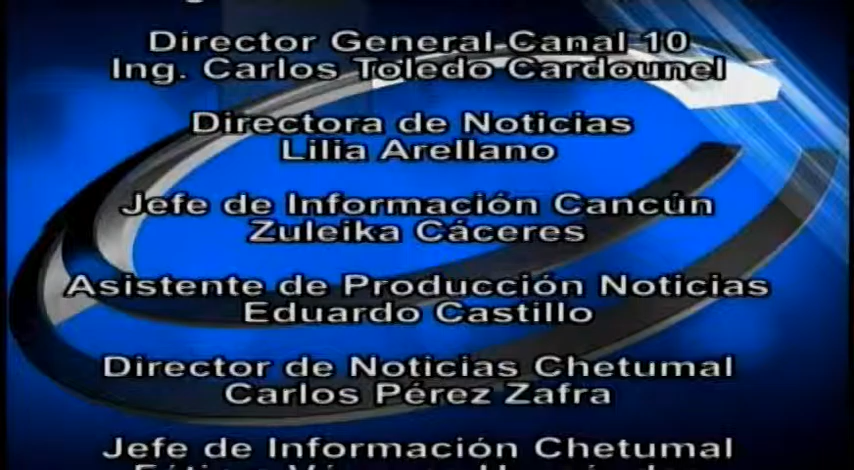 Director General Canal 10
Ing. Carlos Toledo Cardounel
Directora de Noticias
Lilia Arellano
Jefe de Información Cancún
Zuleika Cáceres
Asistente de Producción Noticias
Eduardo Castillo
Director de Noticias Chetumal
Carlos Pérez Zafra
Jefe de Información Chetumal